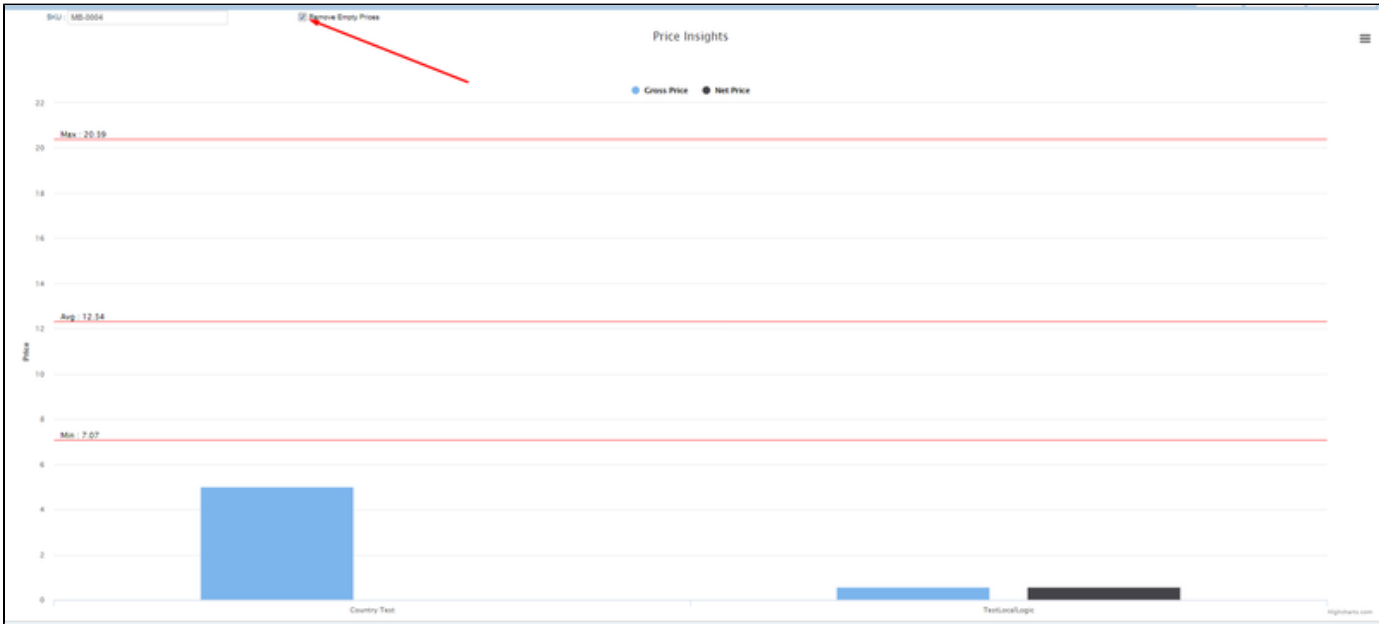 SKU : MB-0004
Remove Empty Prices
Price Insights
Gross Price
Net Price
22
Max : 20.39
20
18
16
14
Avg : 12.34
12
Price
10
8
Min : 7.07
6
4
2
0
Country Test
TestLocalLogic
Highcharts.com